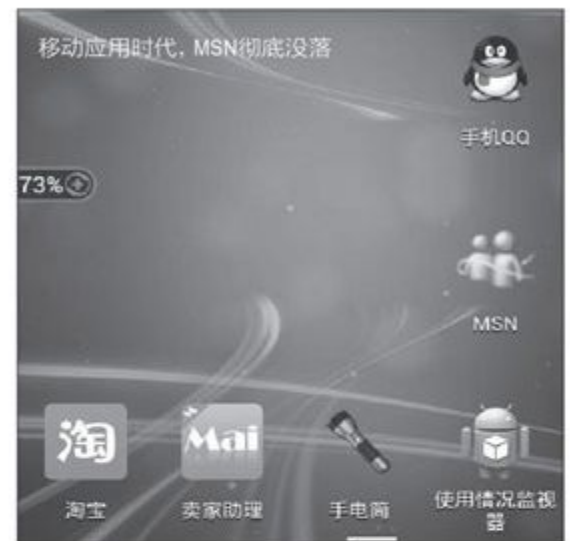 移动应用时代, MSN彻底没落
手机QQ
73%
MSN
淘
Mai
淘宝
卖家助理
手电筒
使用情况监视
器